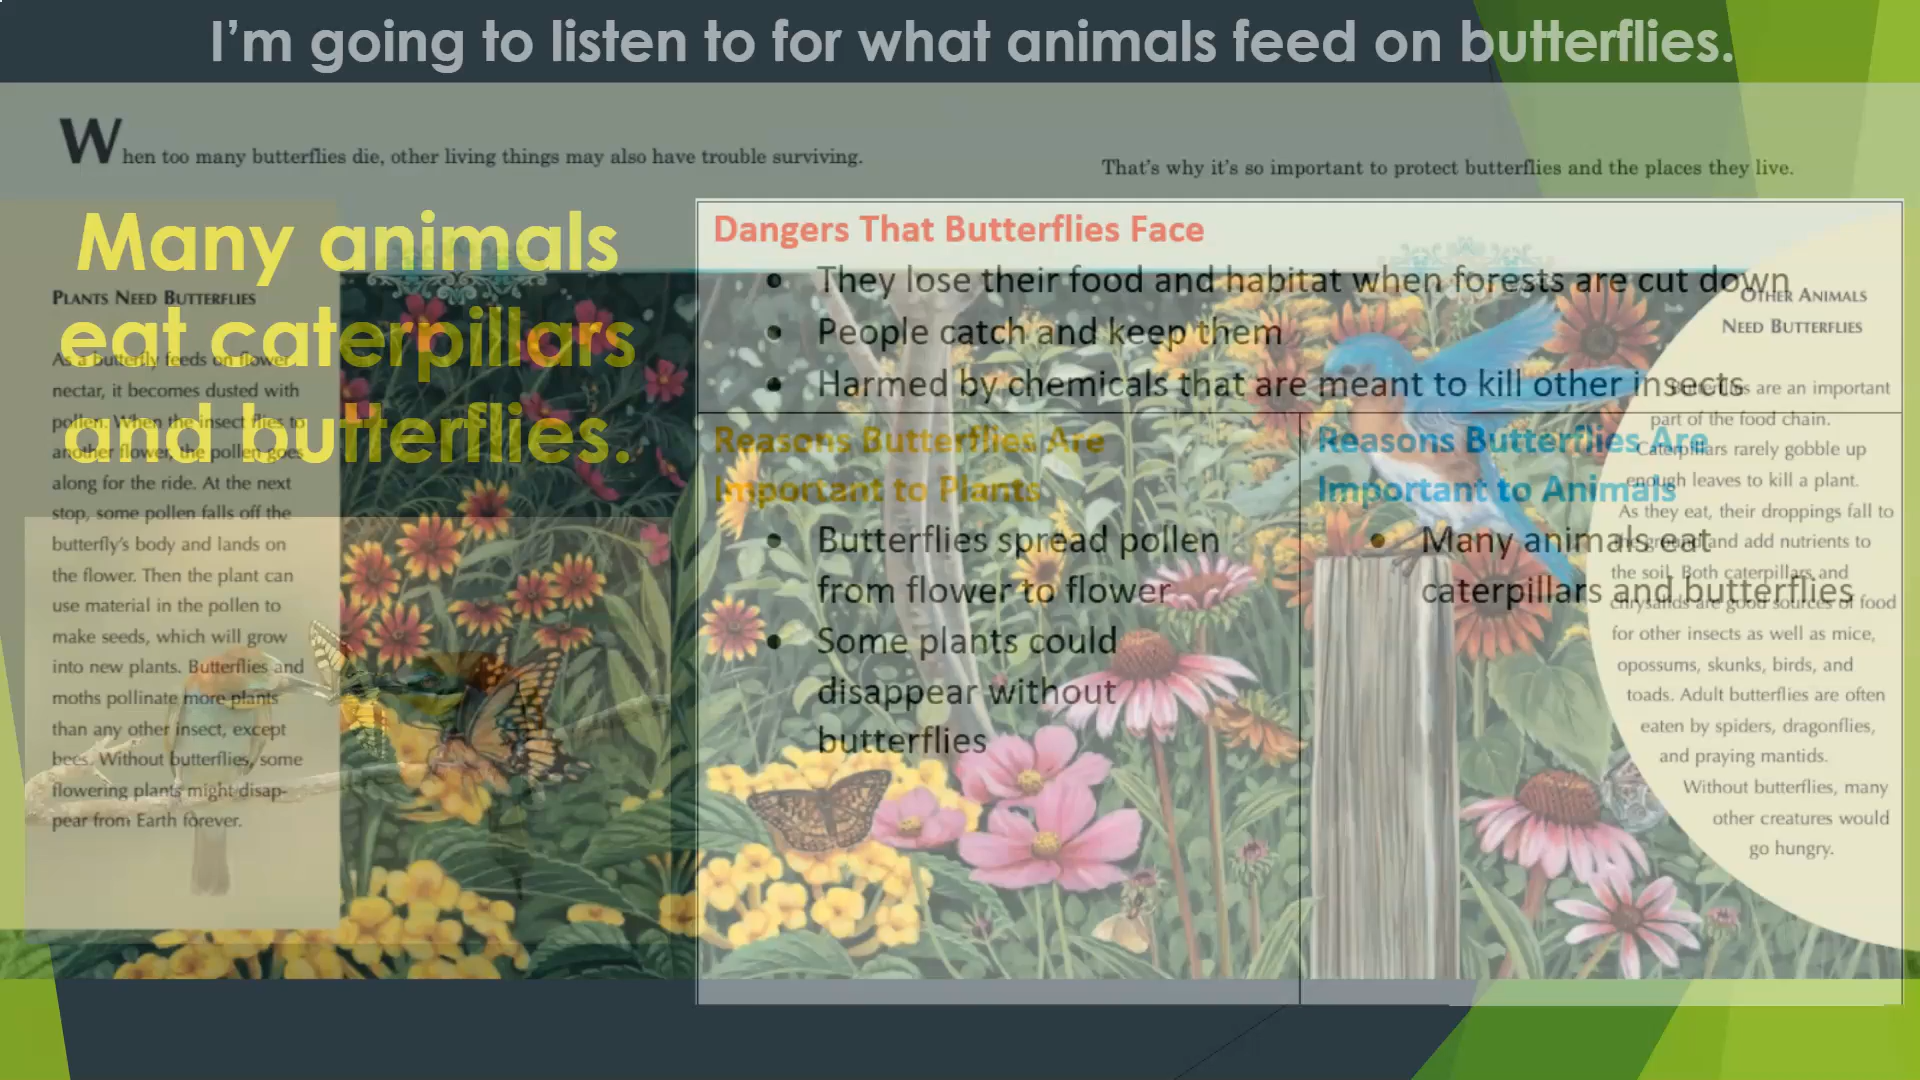 I'm going to listen to for what animals feed on butterflies.
When too many butterflies die, other living things may also have trouble surviving.
That's why it's so important to protect butterflies and the places they live.
Many animals
eat caterpillars
and butterflies.
PLANTS NEED BUTTERFLIES
As a butterfly feeds on flower
nectar, it becomes dusted with
pollen. When the insect flies to
another flower, the pollen goes
along for the ride. At the next
stop, some pollen falls off the
butterfly's body and lands on
the flower. Then the plant can
use material in the pollen to
make seeds, which will grow
into new plants. Butterflies and
moths pollinate more plants
than any other insect, except
bees. Without butterflies, some
flowering plants might disap-
pear from Earth forever.
Dangers That Butterflies Face
• They lose their food and habitat when forests are cut down
• People catch and keep them
• Harmed by chemicals that are meant to kill other insects
Reasons Butterflies Are
Important to Plants
• Butterflies spread pollen
from flower to flower
• Some plants could
disappear without
butterflies
Reasons Butterflies Are
Important to Animals
• Many animals eat
caterpillars and butterflies
OTHER ANIMALS
NEED BUTTERFLIES
Butterflies are an important
part of the food chain.
Caterpillars rarely gobble up
enough leaves to kill a plant.
As they eat, their droppings fall to
the ground and add nutrients to
the soil. Both caterpillars and
chrysalids are good sources of food
for other insects as well as mice,
opossums, skunks, birds, and
toads. Adult butterflies are often
eaten by spiders, dragonflies,
and praying mantids.
Without butterflies, many
other creatures would
go hungry.